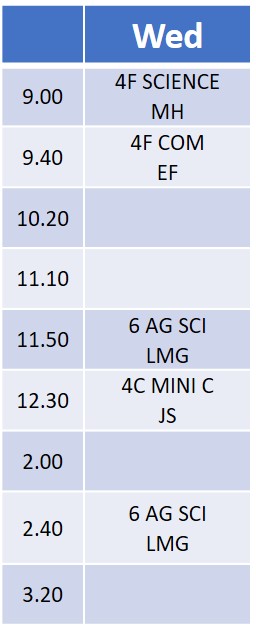 Wed
9.00 4F SCIENCE
MH
9.40 4F COM
EF
10.20
11.10
11.50 6 AG SCI
LMG
12.30 4C MINI C
JS
2.00
2.40 6 AG SCI
LMG
3.20